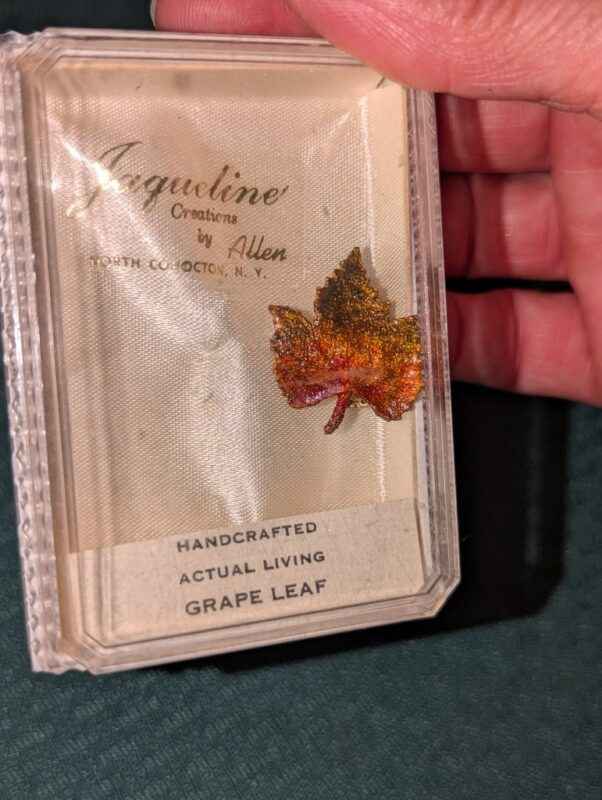 Jaqueline
Creations
by Allen
NORTH COHOCTON, N. Y.
HANDCRAFTED
ACTUAL LIVING
GRAPE LEAF